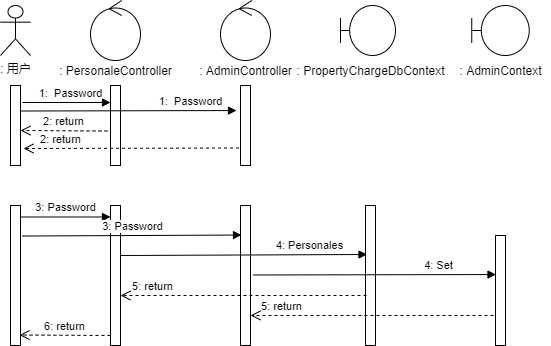 : 用户
: PersonaleController
: AdminController
: PropertyChargeDbContext
: AdminContext
1: Password
1: Password
2: return
2: return
3: Password
3: Password
4: Personales
4: Set
5: return
5: return
6: return